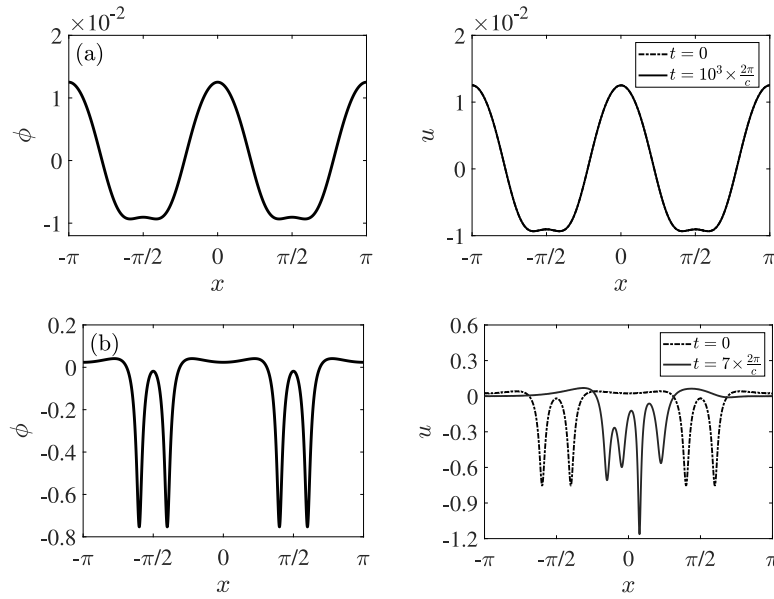 ×10⁻²
(a)
2
1
0
-1
ϕ
-π
-π/2
0
π/2
π
x
×10⁻²
2
1
0
-1
u
t = 0
t = 10³ × 2π/c
-π
-π/2
0
π/2
π
x
(b)
0.2
0
-0.2
-0.4
-0.6
-0.8
ϕ
-π
-π/2
0
π/2
π
x
0.6
0.3
0
-0.3
-0.6
-0.9
-1.2
u
t = 0
t = 7 × 2π/c
-π
-π/2
0
π/2
π
x